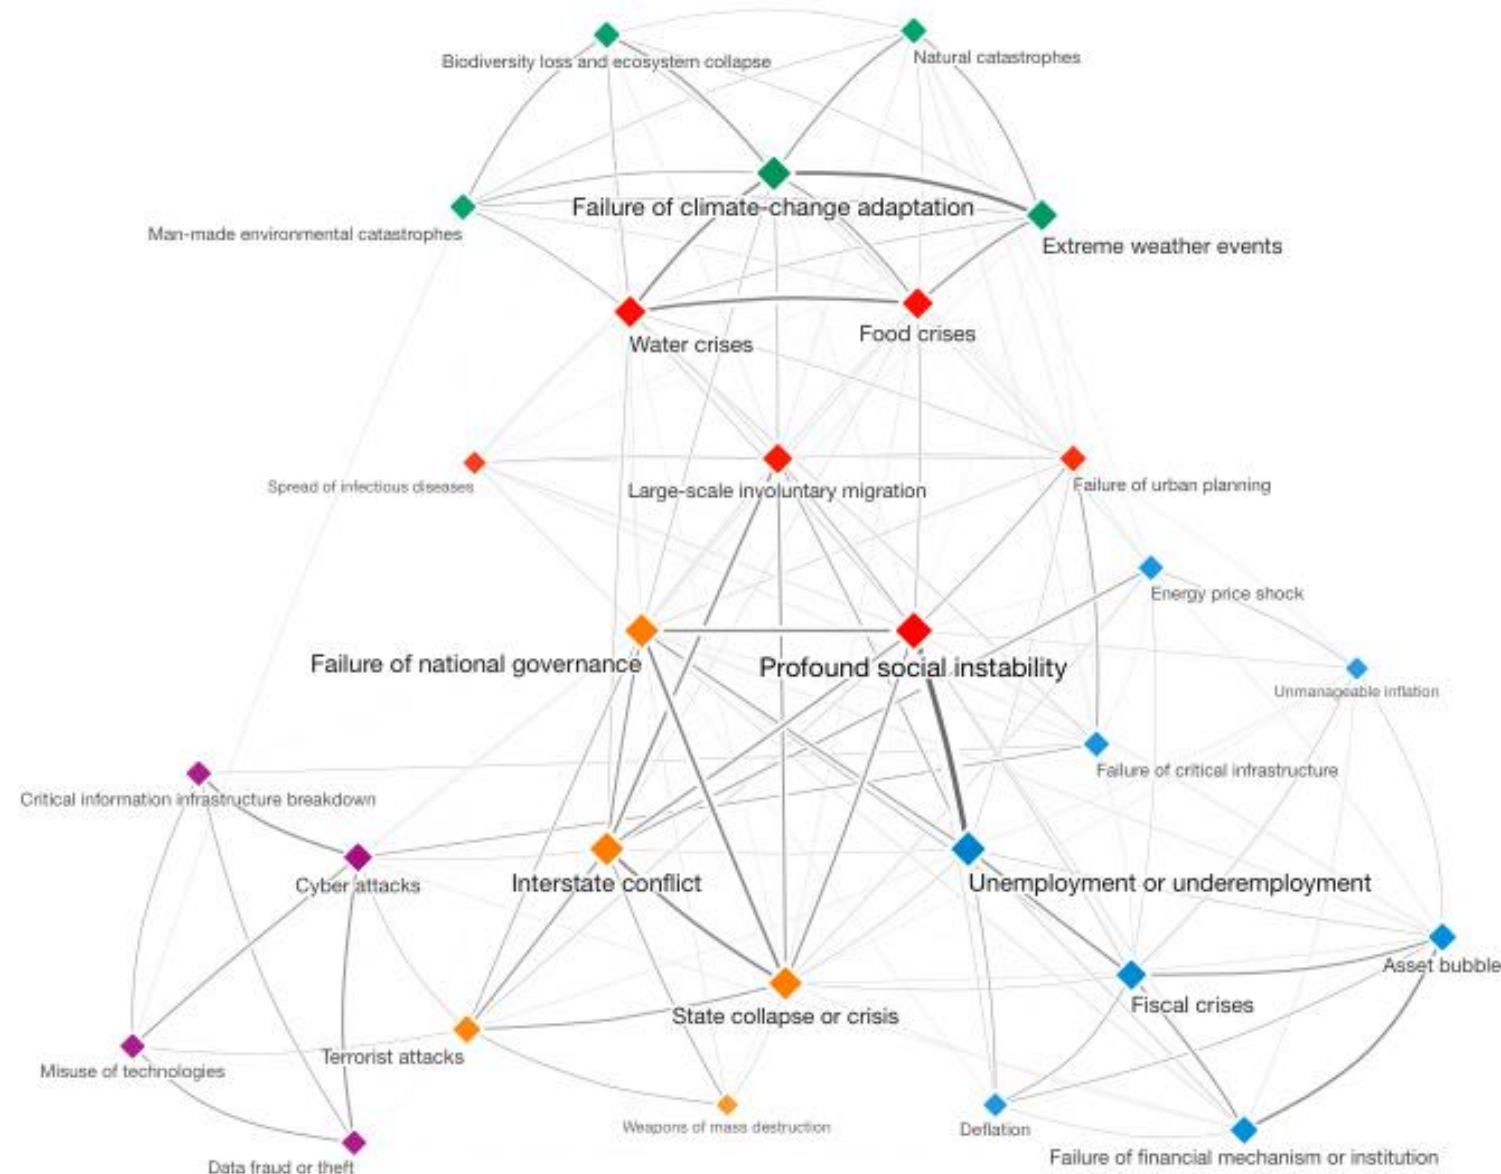 Natural catastrophes
Biodiversity loss and ecosystem collapse
Failure of climate-change adaptation
Man-made environmental catastrophes
Extreme weather events
Food crises
Water crises
Failure of urban planning
Spread of infectious diseases
Large-scale involuntary migration
Energy price shock
Failure of national governance
Profound social instability
Unmanageable inflation
Failure of critical infrastructure
Critical information infrastructure breakdown
Cyber attacks
Interstate conflict
Unemployment or underemployment
Asset bubble
Fiscal crises
State collapse or crisis
Terrorist attacks
Misuse of technologies
Weapons of mass destruction
Deflation
Failure of financial mechanism or institution
Data fraud or theft